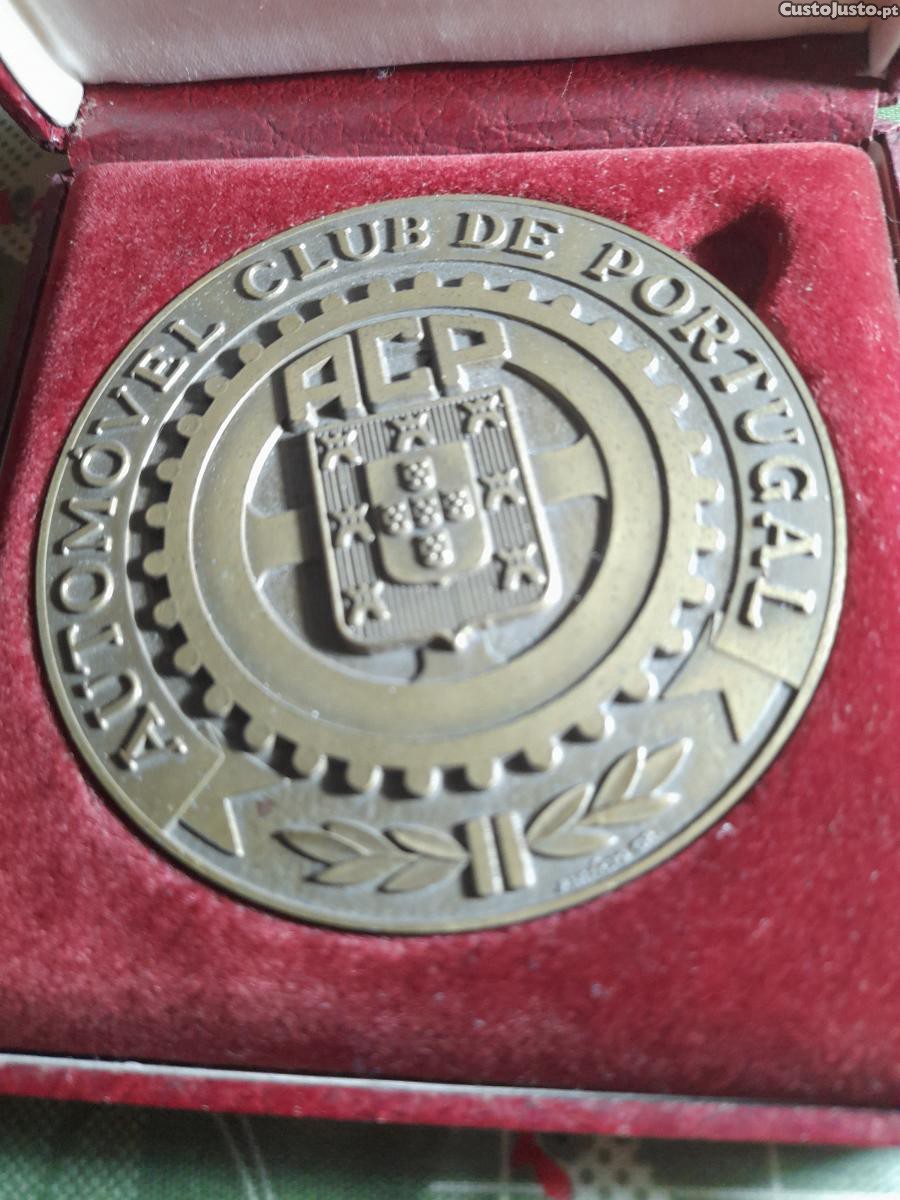 CustoJusto.pt
AUTOMÓVEL CLUB DE PORTUGAL
ACP